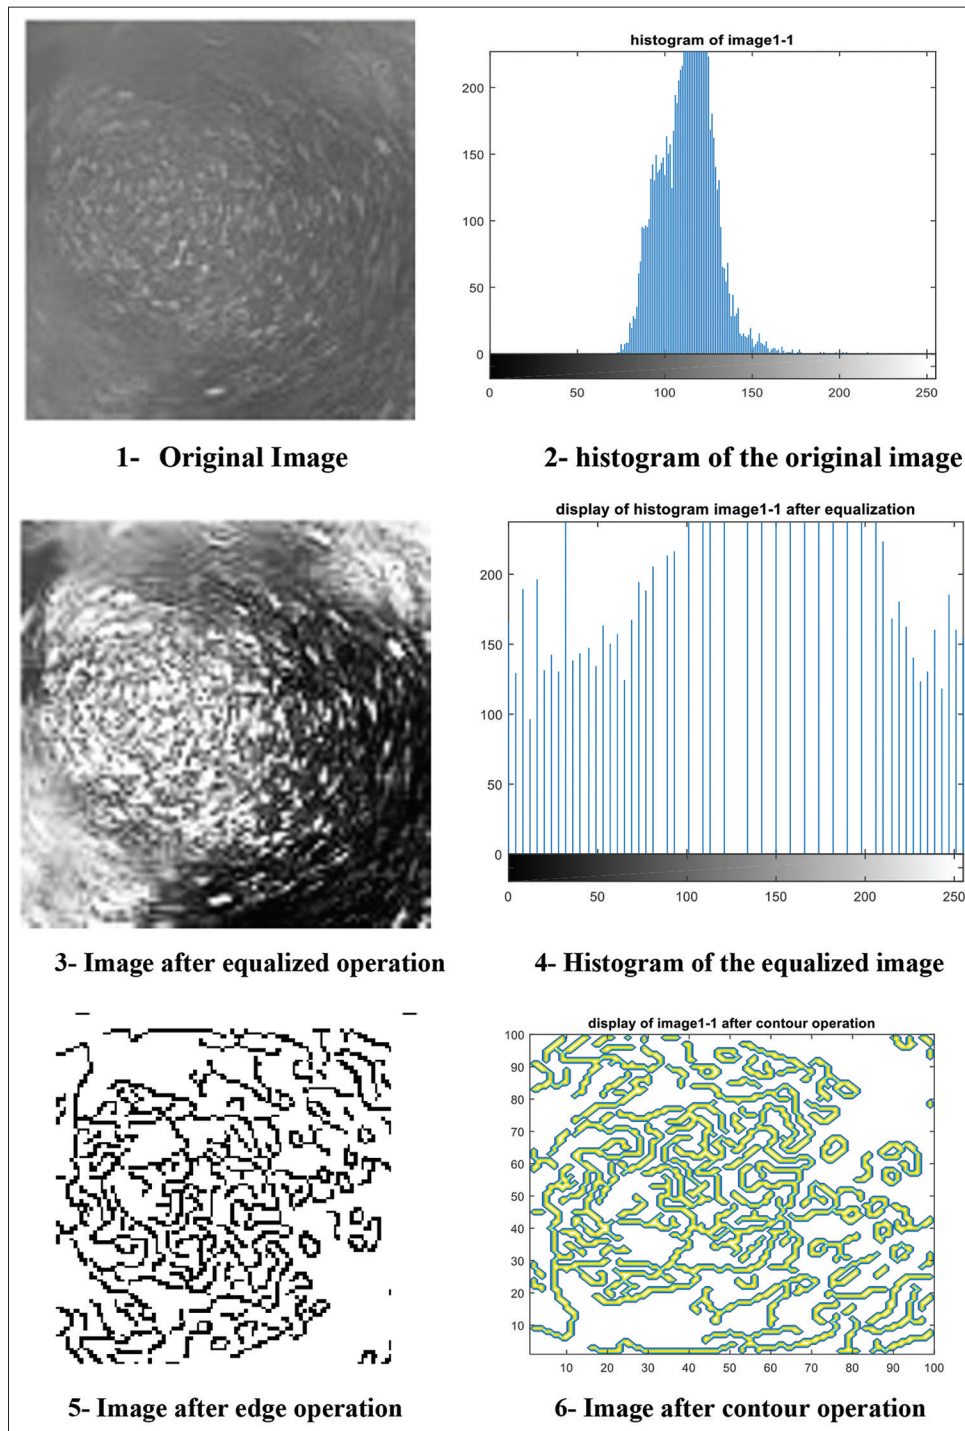 histogram of image1-1
200
150
100
50
0
0 50 100 150 200 250
1- Original Image
2- histogram of the original image
display of histogram image1-1 after equalization
200
150
100
50
0
0 50 100 150 200 250
3- Image after equalized operation
4- Histogram of the equalized image
display of image1-1 after contour operation
100
90
80
70
60
50
40
30
20
10
10 20 30 40 50 60 70 80 90 100
5- Image after edge operation
6- Image after contour operation